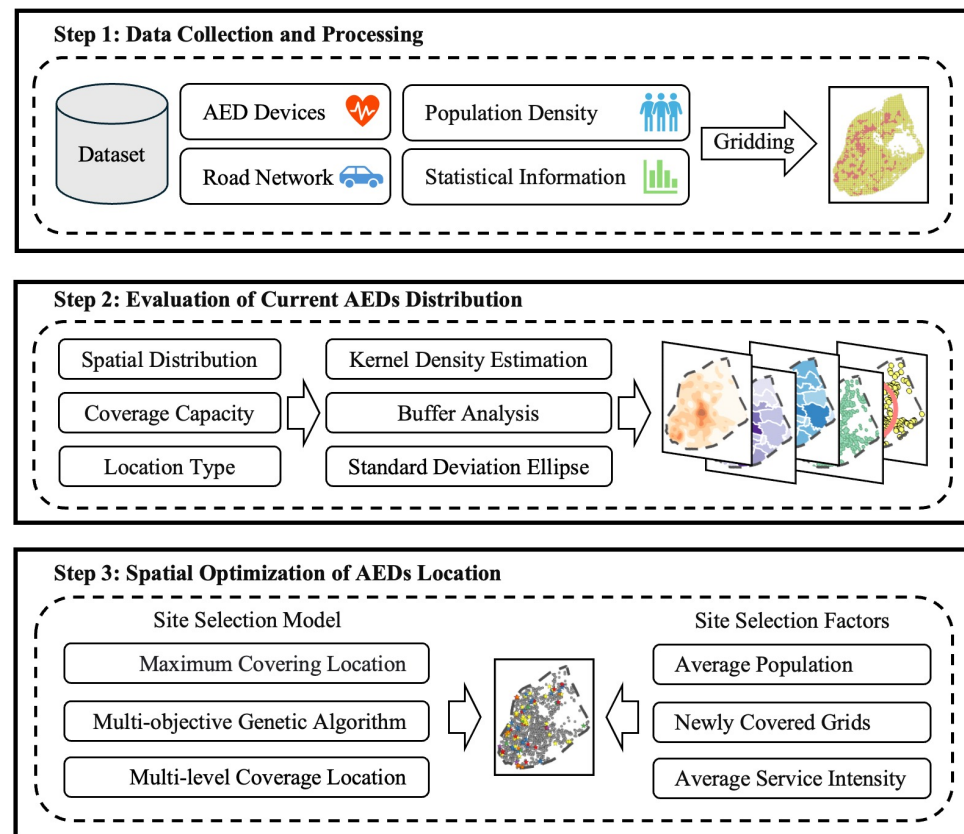 Step 1: Data Collection and Processing
Dataset
AED Devices
Population Density
Road Network
Statistical Information
Gridding
Step 2: Evaluation of Current AEDs Distribution
Spatial Distribution
Kernel Density Estimation
Coverage Capacity
Buffer Analysis
Location Type
Standard Deviation Ellipse
Step 3: Spatial Optimization of AEDs Location
Site Selection Model
Maximum Covering Location
Multi-objective Genetic Algorithm
Multi-level Coverage Location
Site Selection Factors
Average Population
Newly Covered Grids
Average Service Intensity